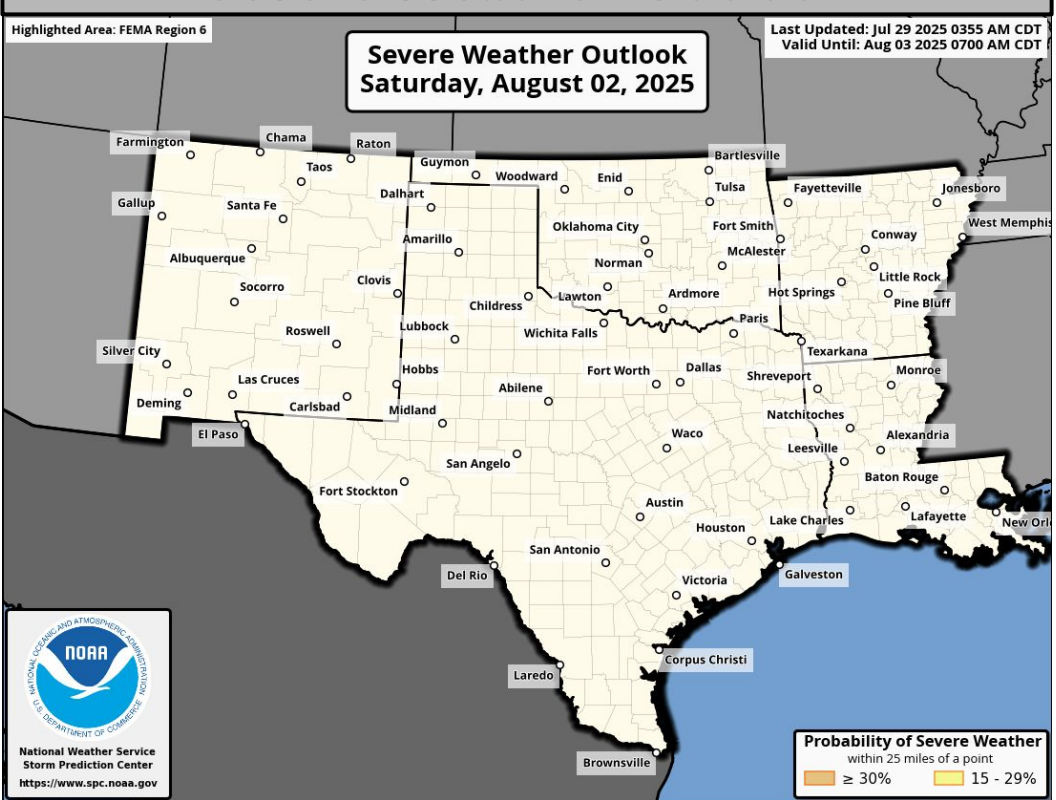 Highlighted Area: FEMA Region 6
Severe Weather Outlook
Saturday, August 02, 2025
Last Updated: Jul 29 2025 0355 AM CDT
Valid Until: Aug 03 2025 0700 AM CDT
Farmington
Chama
Raton
Taos
Guymon
Woodward
Enid
Bartlesville
Tulsa
Fayetteville
Jonesboro
Gallup
Santa Fe
Dalhart
Oklahoma City
Fort Smith
West Memphis
Albuquerque
Amarillo
Norman
McAlester
Conway
Socorro
Clovis
Childress
Lawton
Ardmore
Hot Springs
Little Rock
Pine Bluff
Roswell
Lubbock
Wichita Falls
Paris
Texarkana
Silver City
Las Cruces
Hobbs
Fort Worth
Dallas
Shreveport
Monroe
Deming
Carlsbad
Midland
Abilene
Natchitoches
El Paso
San Angelo
Waco
Leesville
Alexandria
Fort Stockton
Austin
Baton Rouge
Houston
Lake Charles
Lafayette
New Orl
Del Rio
San Antonio
Victoria
Galveston
Laredo
Corpus Christi
Brownsville
NATIONAL OCEANIC AND ATMOSPHERIC ADMINISTRATION
NOAA
U.S. DEPARTMENT OF COMMERCE
National Weather Service
Storm Prediction Center
https://www.spc.noaa.gov
Probability of Severe Weather
within 25 miles of a point
≥ 30%
15 - 29%